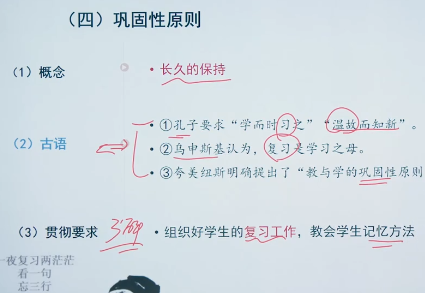 （四）巩固性原则
（1）概念
• 长久的保持
• ①孔子要求“学而时习之”“温故而知新”。
（2）古语
• ②乌申斯基认为，复习是学习之母。
• ③夸美纽斯明确提出了“教与学的巩固性原则
（3）贯彻要求 • 组织好学生的复习工作，教会学生记忆方法
一夜复习两茫茫
看一句
忘三行